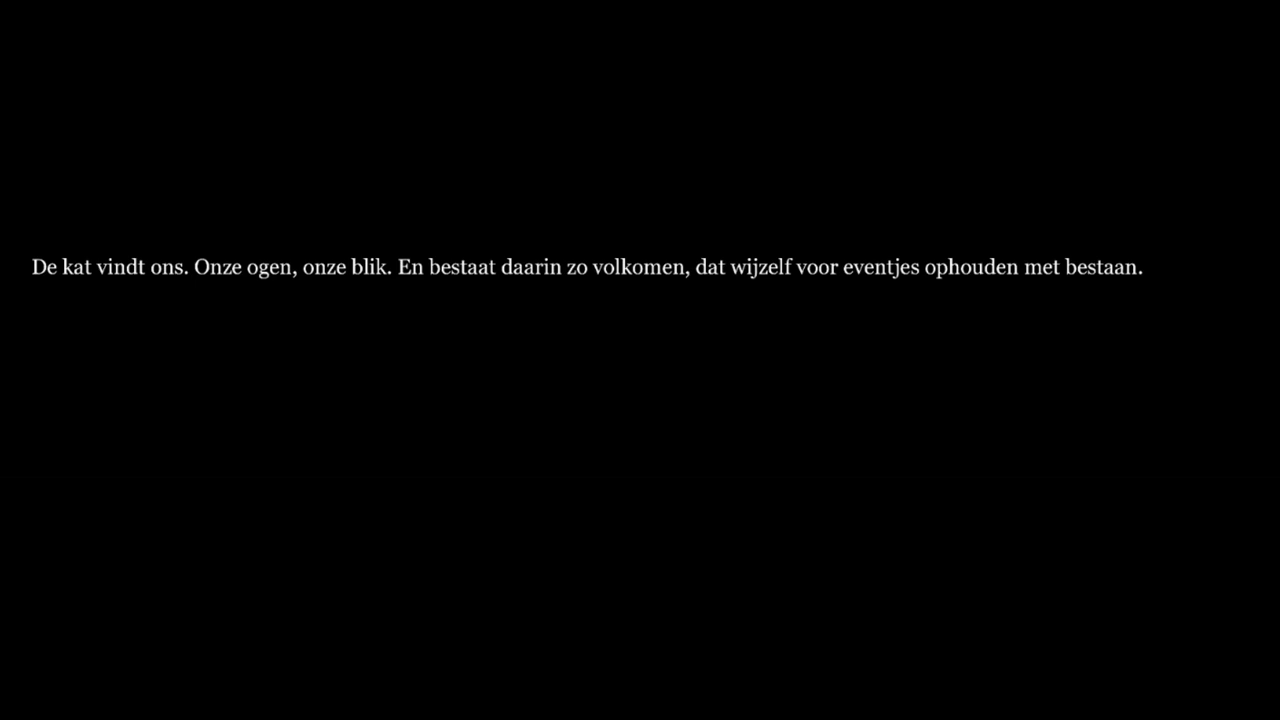 De kat vindt ons. Onze ogen, onze blik. En bestaat daarin zo volkomen, dat wijzelf voor eventjes ophouden met bestaan.